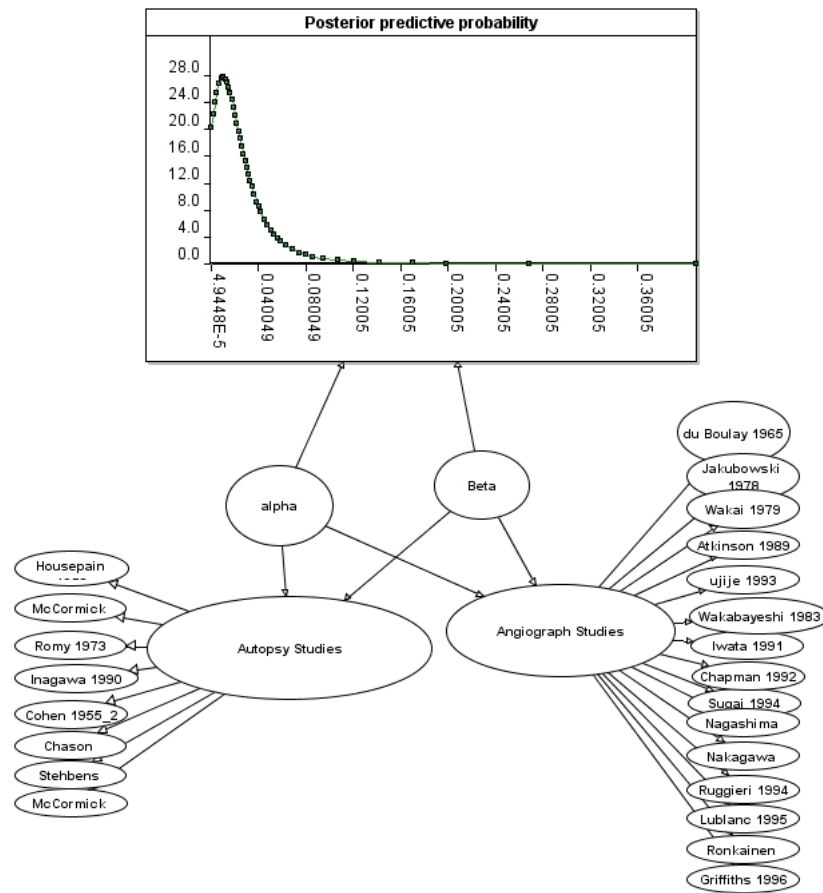 Posterior predictive probability
28.0
24.0
20.0
16.0
12.0
8.0
4.0
0.0
4.9448E-5
0.040049
0.080049
0.12005
0.16005
0.20005
0.24005
0.28005
0.32005
0.36005
alpha
Beta
Autopsy Studies
Angiograph Studies
Housepain
McCormick
Romy 1973
Inagawa 1990
Cohen 1955_2
Chason
Stehbens
McCormick
du Boulay 1965
Jakubowski
1978
Wakai 1979
Atkinson 1989
ujije 1993
Wakabayeshi 1983
Iwata 1991
Chapman 1992
Sugai 1994
Nagashima
Nakagawa
Ruggieri 1994
Lublanc 1995
Ronkainen
Griffiths 1996